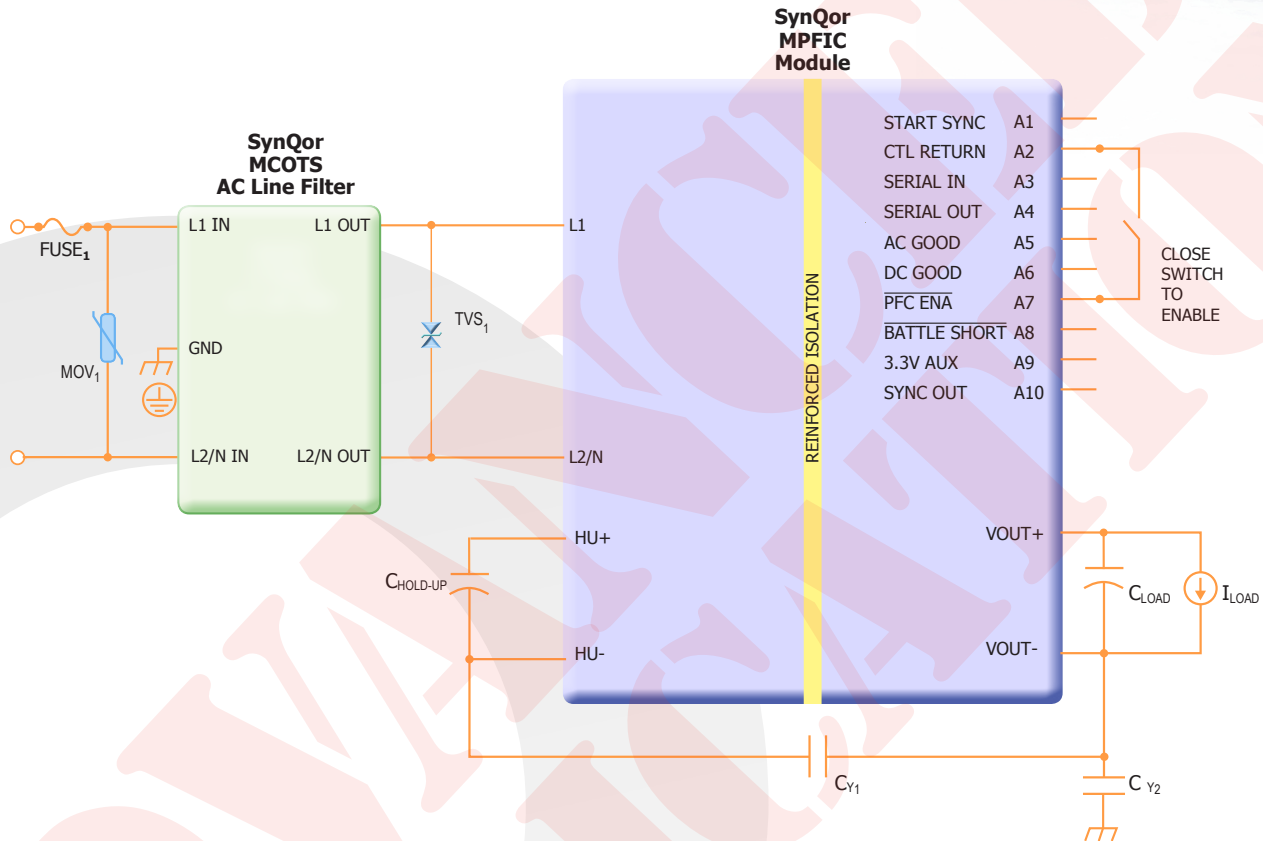 SynQor
MPFIC
Module
SynQor
MCOTS
AC Line Filter
FUSE1
MOV1
L1 IN
L1 OUT
GND
L2/N IN
L2/N OUT
TVS1
L1
L2/N
HU+
HU-
CHOLD-UP
REINFORCED ISOLATION
START SYNC A1
CTL RETURN A2
SERIAL IN A3
SERIAL OUT A4
AC GOOD A5
DC GOOD A6
PFC ENA A7
BATTLE SHORT A8
3.3V AUX A9
SYNC OUT A10
CLOSE
SWITCH
TO
ENABLE
VOUT+
VOUT-
CLOAD
ILOAD
CY1
C Y2